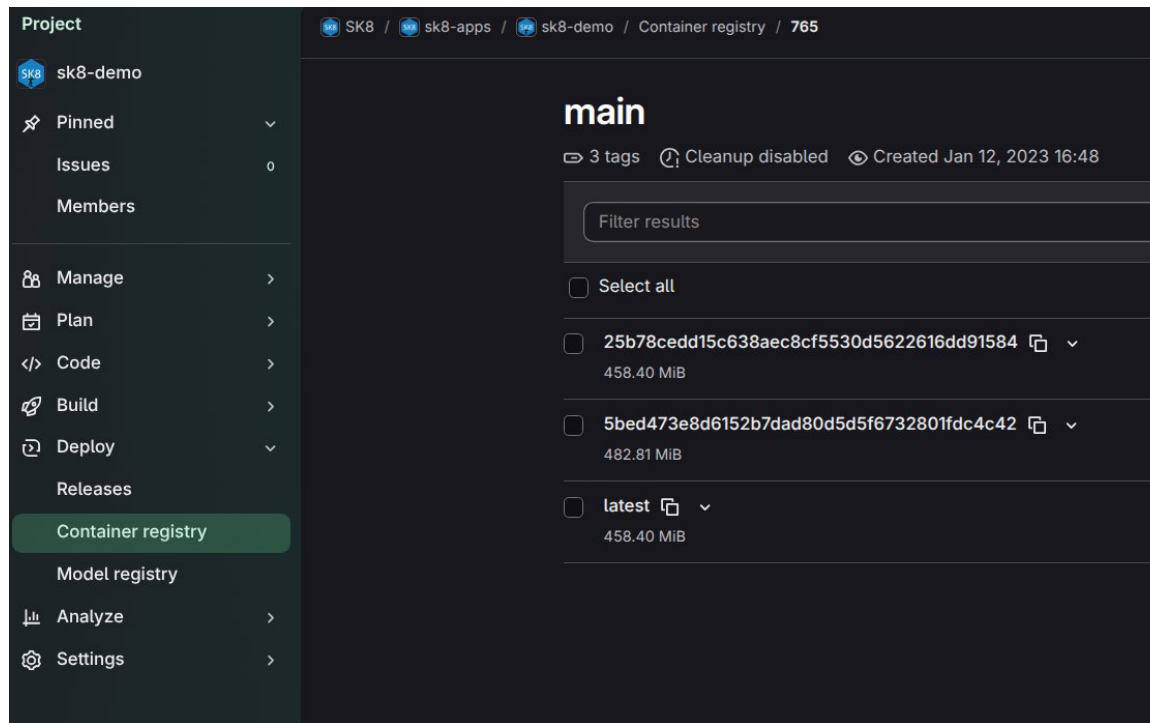 Project
SK8 sk8-demo
Pinned
Issues 0
Members
Manage
Plan
Code
Build
Deploy
Releases
Container registry
Model registry
Analyze
Settings
SK8 / sk8-apps / sk8-demo / Container registry / 765
main
3 tags Cleanup disabled Created Jan 12, 2023 16:48
Filter results
Select all
25b78cedd15c638aec8cf5530d5622616dd91584
458.40 MiB
5bed473e8d6152b7dad80d5d5f6732801fdc4c42
482.81 MiB
latest
458.40 MiB